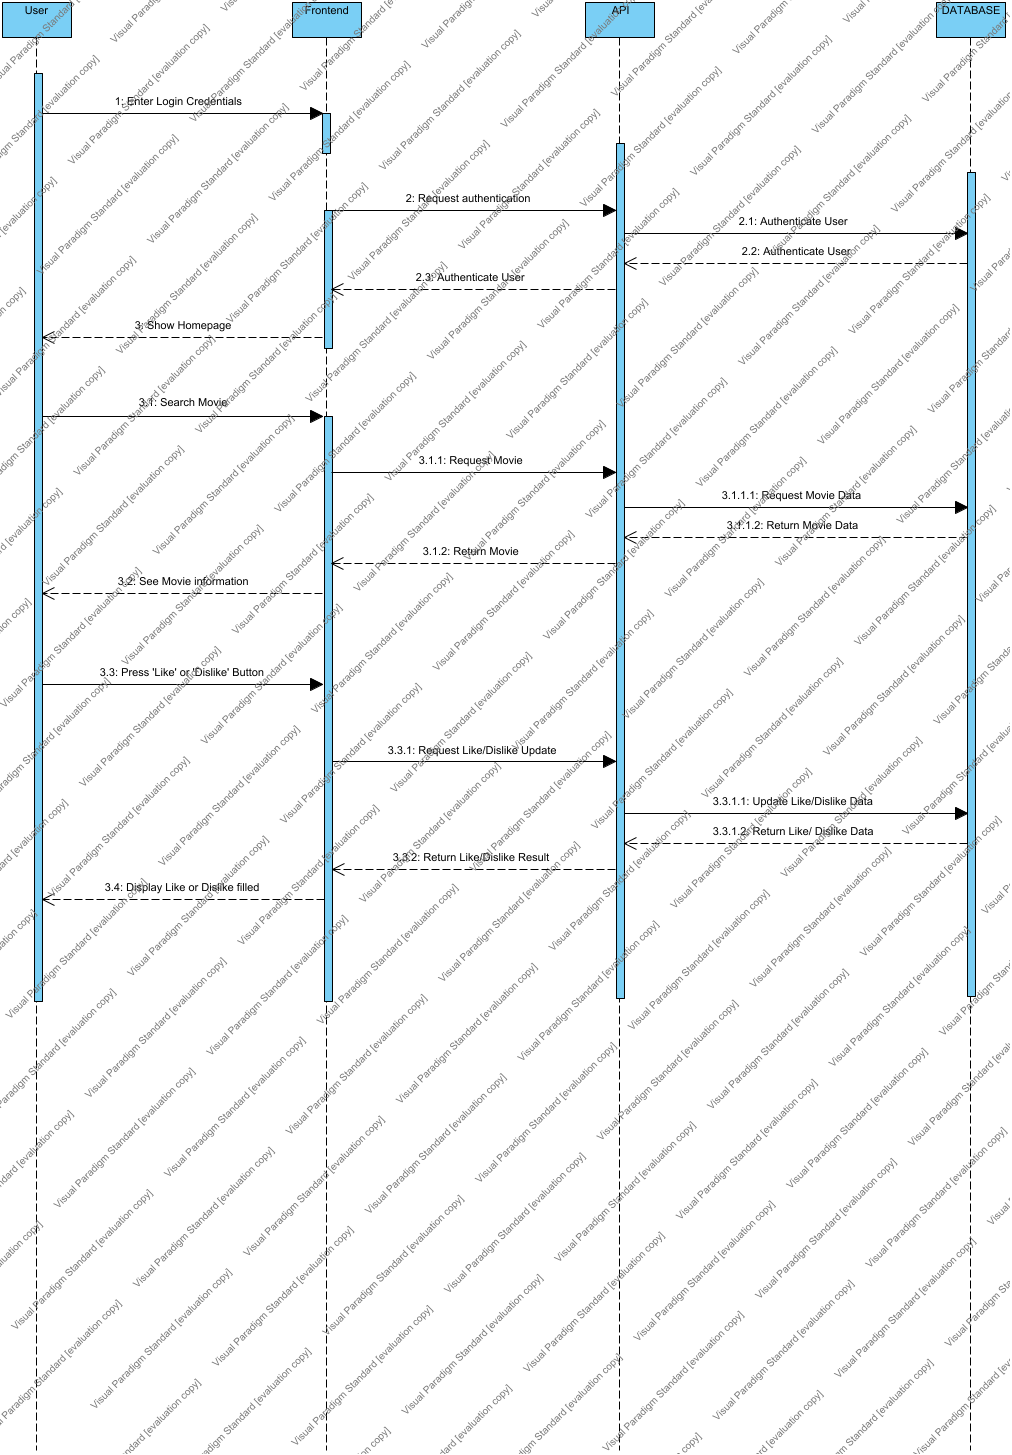 User
Frontend
API
DATABASE
1: Enter Login Credentials
2: Request authentication
2.1: Authenticate User
2.2: Authenticate User
2.3: Authenticate User
3: Show Homepage
3.1: Search Movie
3.1.1: Request Movie
3.1.1.1: Request Movie Data
3.1.1.2: Return Movie Data
3.1.2: Return Movie
3.2: See Movie information
3.3: Press 'Like' or 'Dislike' Button
3.3.1: Request Like/Dislike Update
3.3.1.1: Update Like/Dislike Data
3.3.1.2: Return Like/ Dislike Data
3.3.2: Return Like/Dislike Result
3.4: Display Like or Dislike filled
Visual Paradigm Standard [evaluation copy]